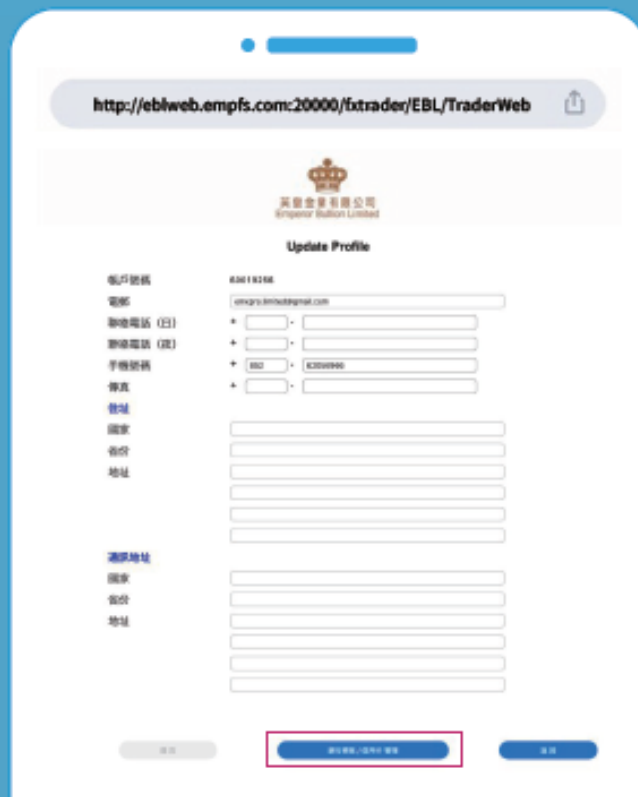 http://eblweb.empfs.com:20000/fxtrader/EBL/TraderWeb
英皇金業有限公司
Emperor Bullion Limited
Update Profile
帳戶號碼
電郵
聯絡電話 (日)
聯絡電話 (夜)
手機號碼 + 852 -
傳真
住址
國家
省份
地址
通訊地址
國家
省份
地址